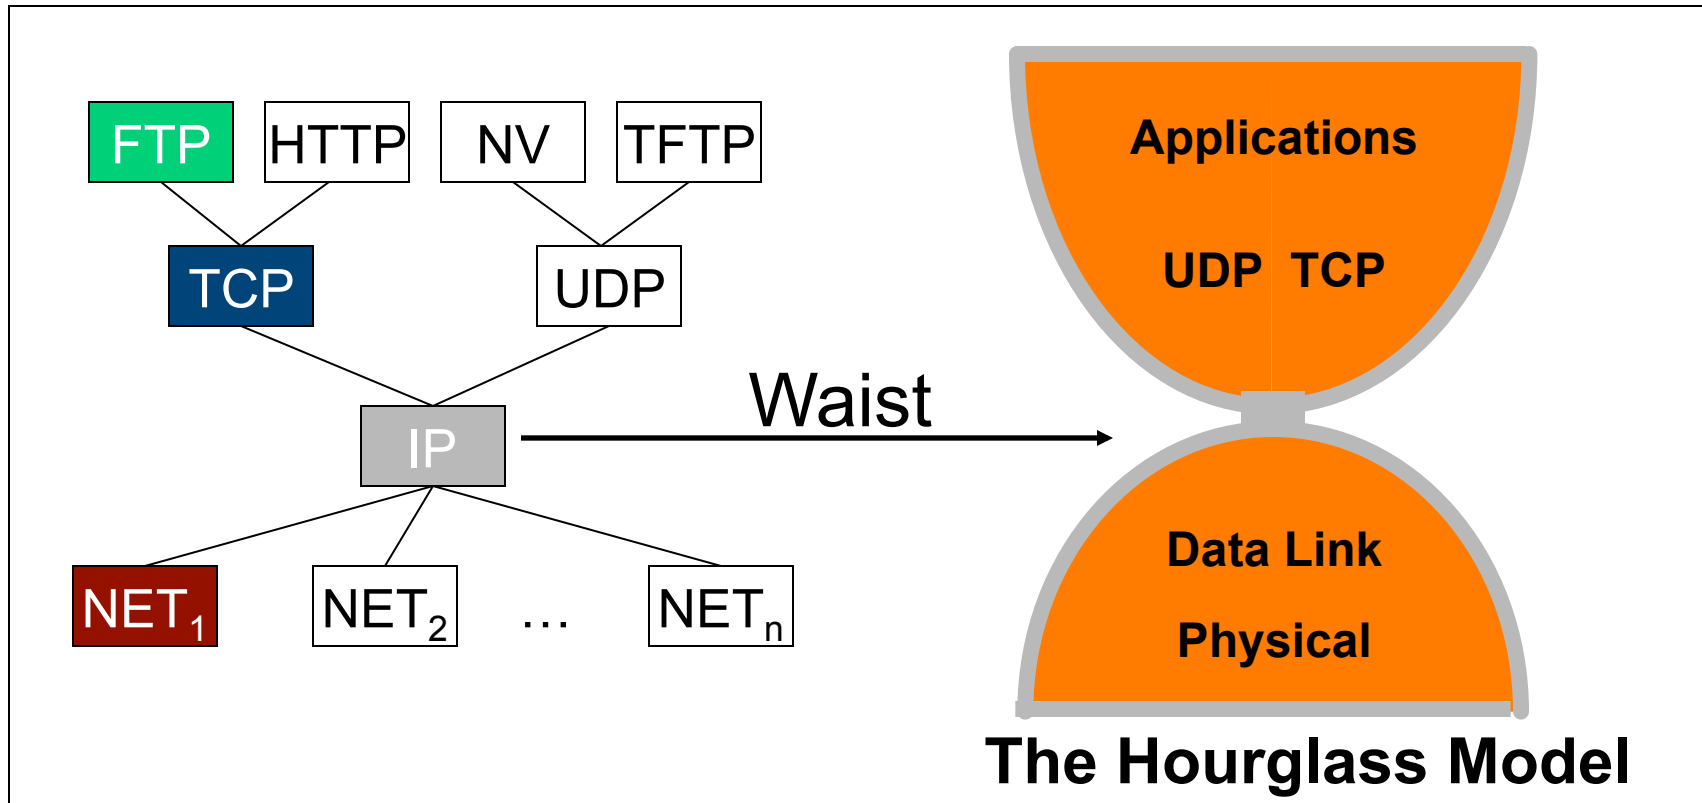 FTP HTTP NV TFTP
Applications
TCP UDP
UDP TCP
Waist
IP
Data Link
NET1 NET2 ... NETn
Physical
The Hourglass Model